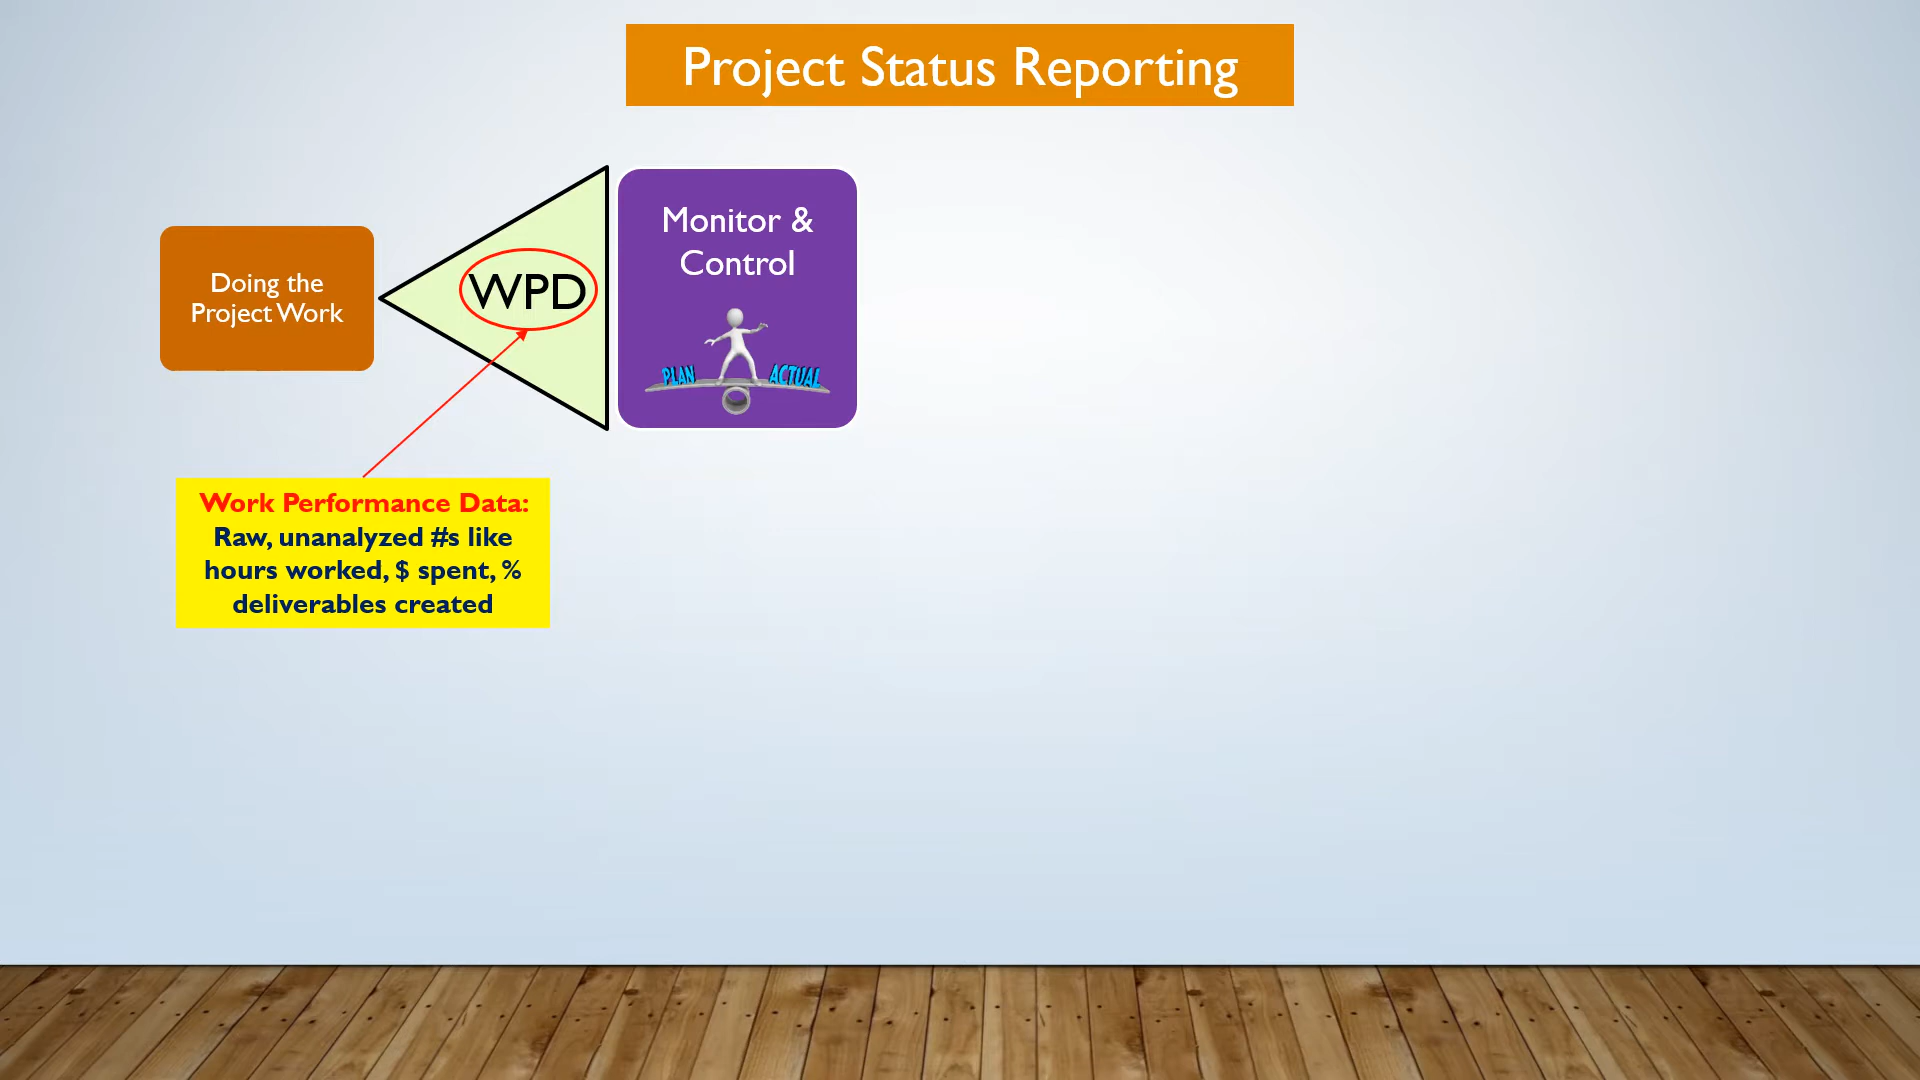 Project Status Reporting
Doing the
Project Work
WPD
Monitor &
Control
PLAN
ACTUAL
Work Performance Data:
Raw, unanalyzed #s like
hours worked, $ spent, %
deliverables created